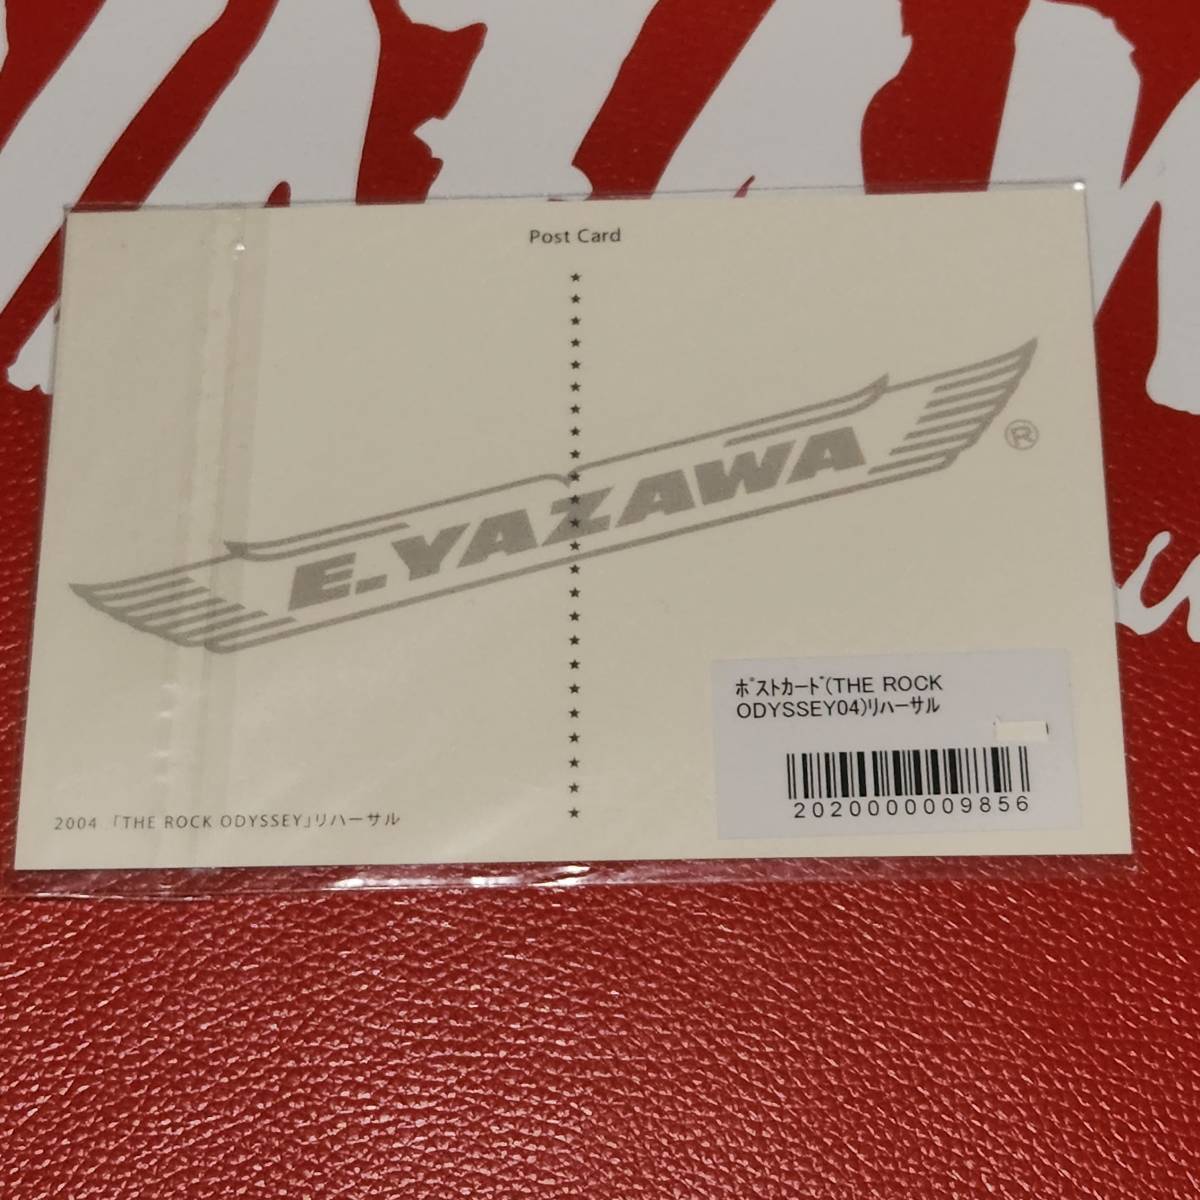 Post Card
E.YAZAWA
®
ﾎﾟｽﾄｶｰﾄﾞ(THE ROCK
ODYSSEY04)ﾘﾊｰｻﾙ
2020000009856
2004 「THE ROCK ODYSSEY」リハーサル